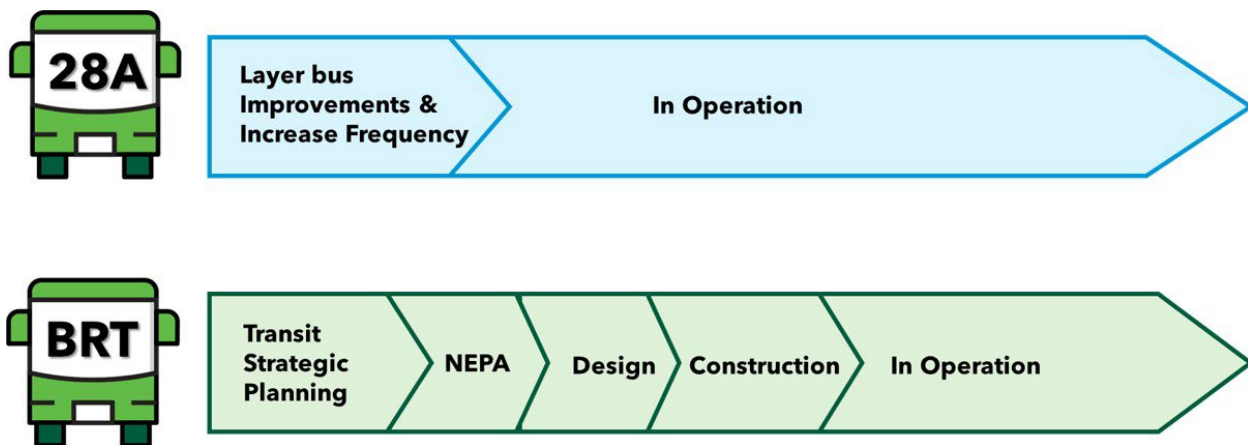 28A
Layer bus
Improvements &
Increase Frequency
In Operation
BRT
Transit
Strategic
Planning
NEPA
Design
Construction
In Operation